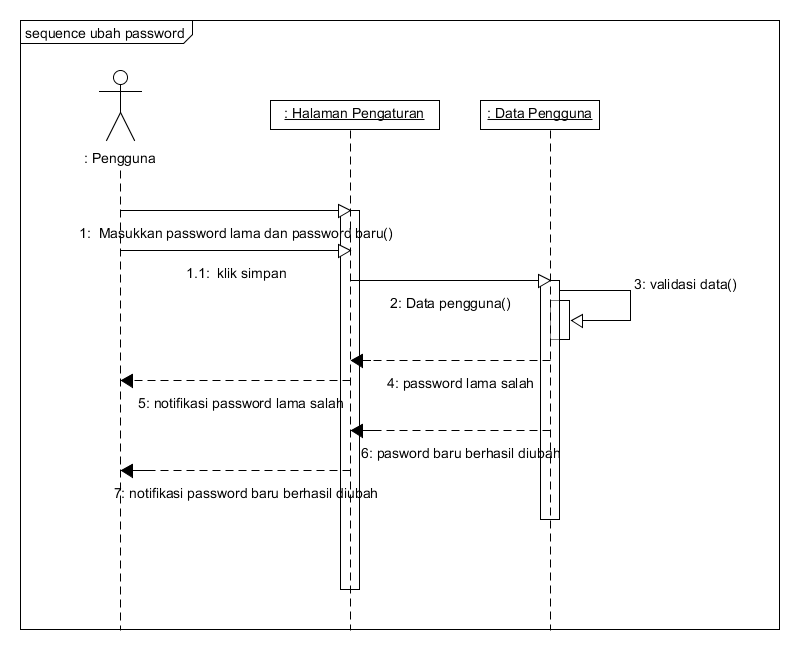 sequence ubah password
: Halaman Pengaturan
: Data Pengguna
: Pengguna
1: Masukkan password lama dan password baru()
1.1: klik simpan
3: validasi data()
2: Data pengguna()
4: password lama salah
5: notifikasi password lama salah
6: pasword baru berhasil diubah
7: notifikasi password baru berhasil diubah